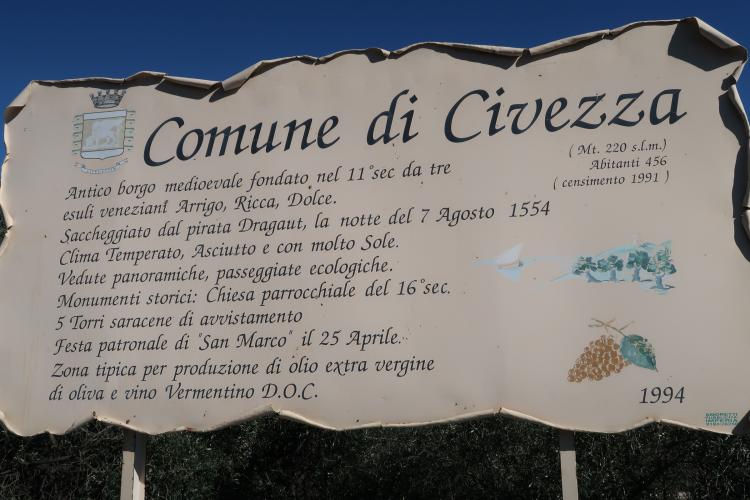 Comune di Civezza
( Mt. 220 s.l.m.)
Abitanti 456
( censimento 1991 )
Antico borgo medioevale fondato nel 11°sec da tre
esuli veneziani Arrigo, Ricca, Dolce.
Saccheggiato dal pirata Dragaut, la notte del 7 Agosto 1554
Clima Temperato, Asciutto e con molto Sole.
Vedute panoramiche, passeggiate ecologiche.
Monumenti storici: Chiesa parrocchiale del 16°sec.
5 Torri saracene di avvistamento
Festa patronale di "San Marco" il 25 Aprile.
Zona tipica per produzione di olio extra vergine
di oliva e vino Vermentino D.O.C.
1994
IMPERIA